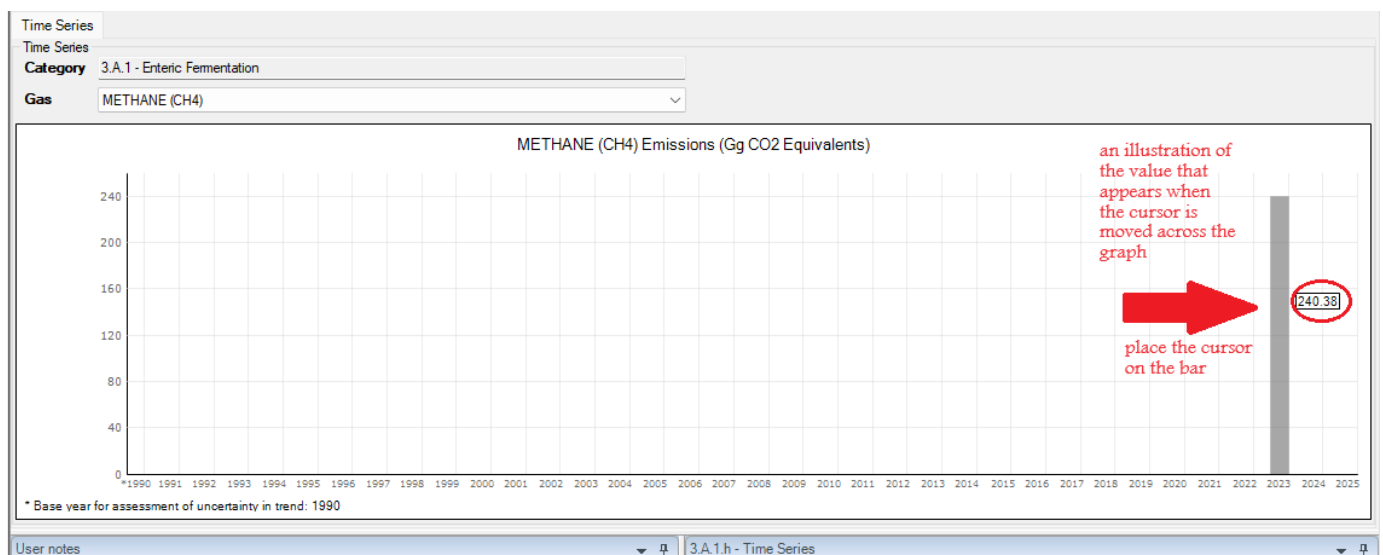 Time Series
Time Series
Category 3.A.1 - Enteric Fermentation
Gas METHANE (CH4)
METHANE (CH4) Emissions (Gg CO2 Equivalents)
an illustration of
the value that
appears when
the cursor is
moved across the
graph
240
200
160
120
80
40
0
240.38
place the cursor
on the bar
*1990 1991 1992 1993 1994 1995 1996 1997 1998 1999 2000 2001 2002 2003 2004 2005 2006 2007 2008 2009 2010 2011 2012 2013 2014 2015 2016 2017 2018 2019 2020 2021 2022 2023 2024 2025
* Base year for assessment of uncertainty in trend: 1990
User notes
3.A.1.h - Time Series